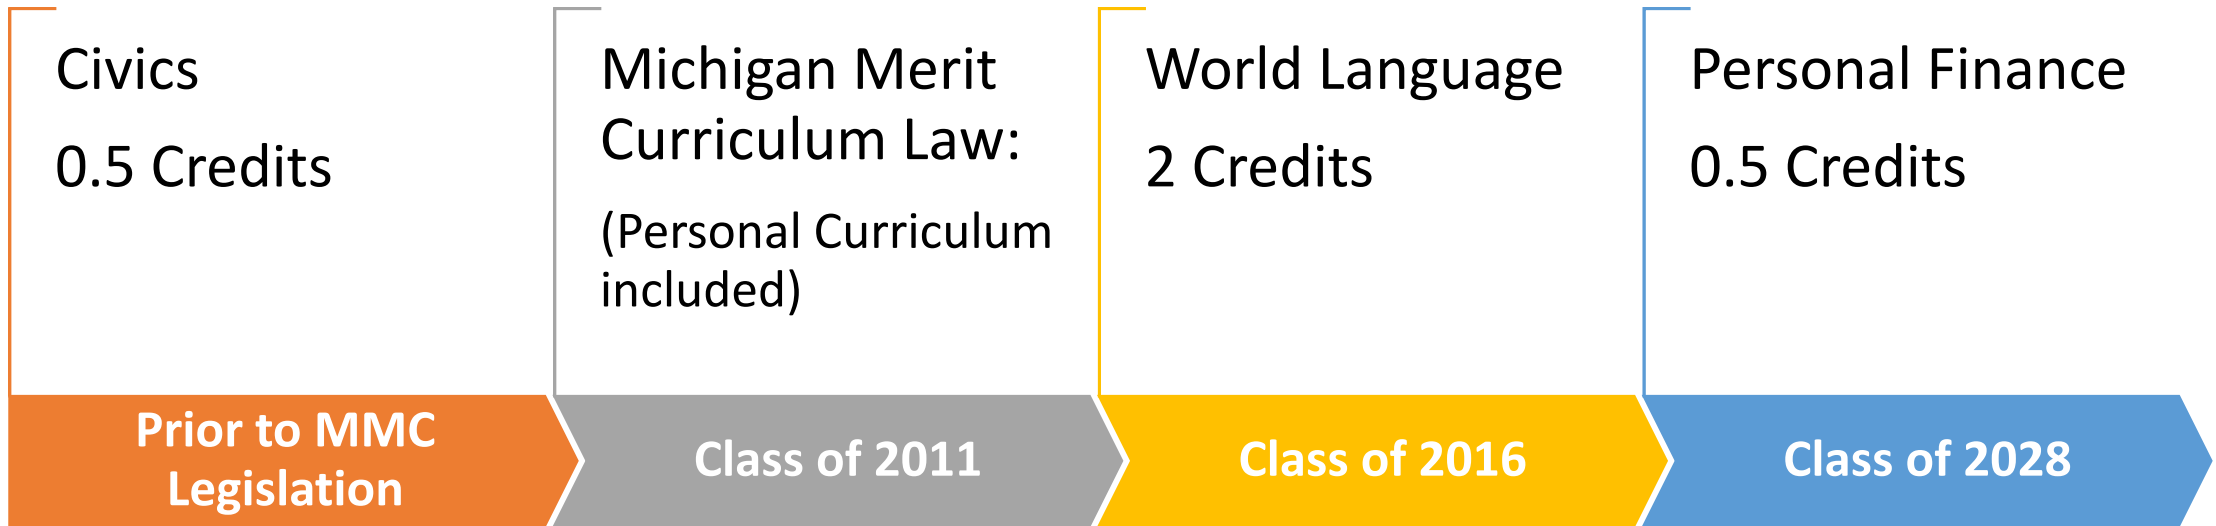 Civics
0.5 Credits
Prior to MMC
Legislation
Michigan Merit
Curriculum Law:
(Personal Curriculum
included)
Class of 2011
World Language
2 Credits
Class of 2016
Personal Finance
0.5 Credits
Class of 2028